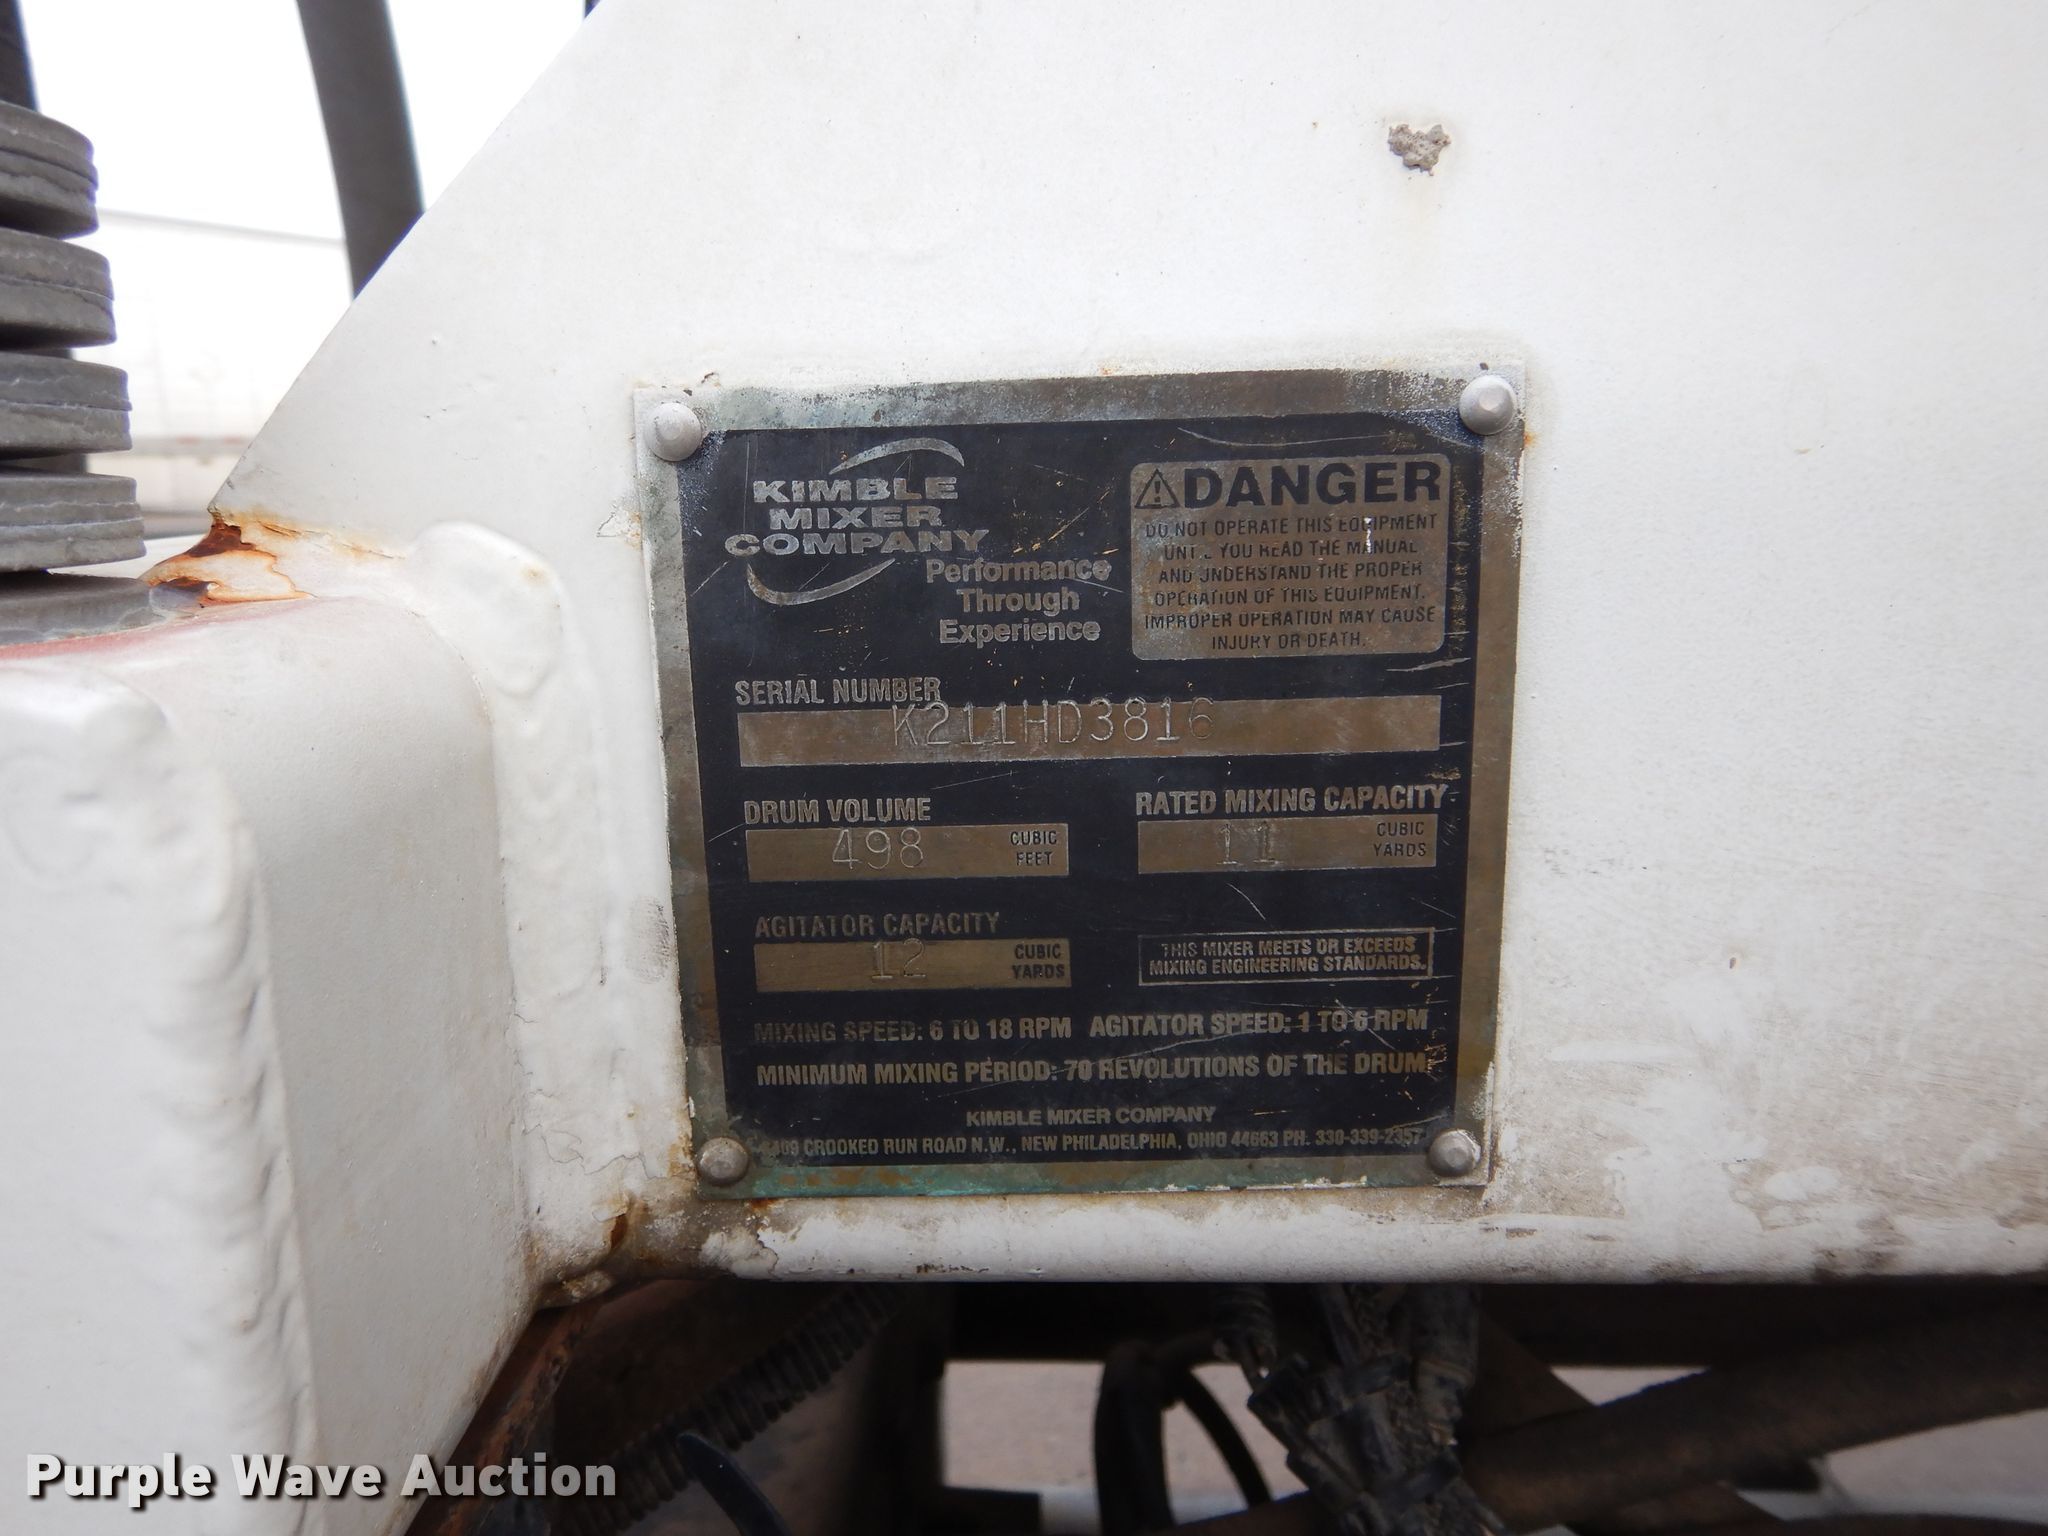 KIMBLE
MIXER
COMPANY
Performance
Through
Experience
DANGER
DO NOT OPERATE THIS EQUIPMENT
UNTIL YOU READ THE MANUAL
AND UNDERSTAND THE PROPER
OPERATION OF THIS EQUIPMENT.
IMPROPER OPERATION MAY CAUSE
INJURY OR DEATH.
SERIAL NUMBER
K211HD3816
DRUM VOLUME
498 CUBIC
FEET
RATED MIXING CAPACITY
11 CUBIC
YARDS
AGITATOR CAPACITY
12 CUBIC
YARDS
THIS MIXER MEETS OR EXCEEDS
MIXING ENGINEERING STANDARDS.
MIXING SPEED: 6 TO 18 RPM AGITATOR SPEED: 1 TO 6 RPM
MINIMUM MIXING PERIOD: 70 REVOLUTIONS OF THE DRUM
KIMBLE MIXER COMPANY
CROOKED RUN ROAD N.W., NEW PHILADELPHIA, OHIO 44663 PH. 330-339-2357
Purple Wave Auction